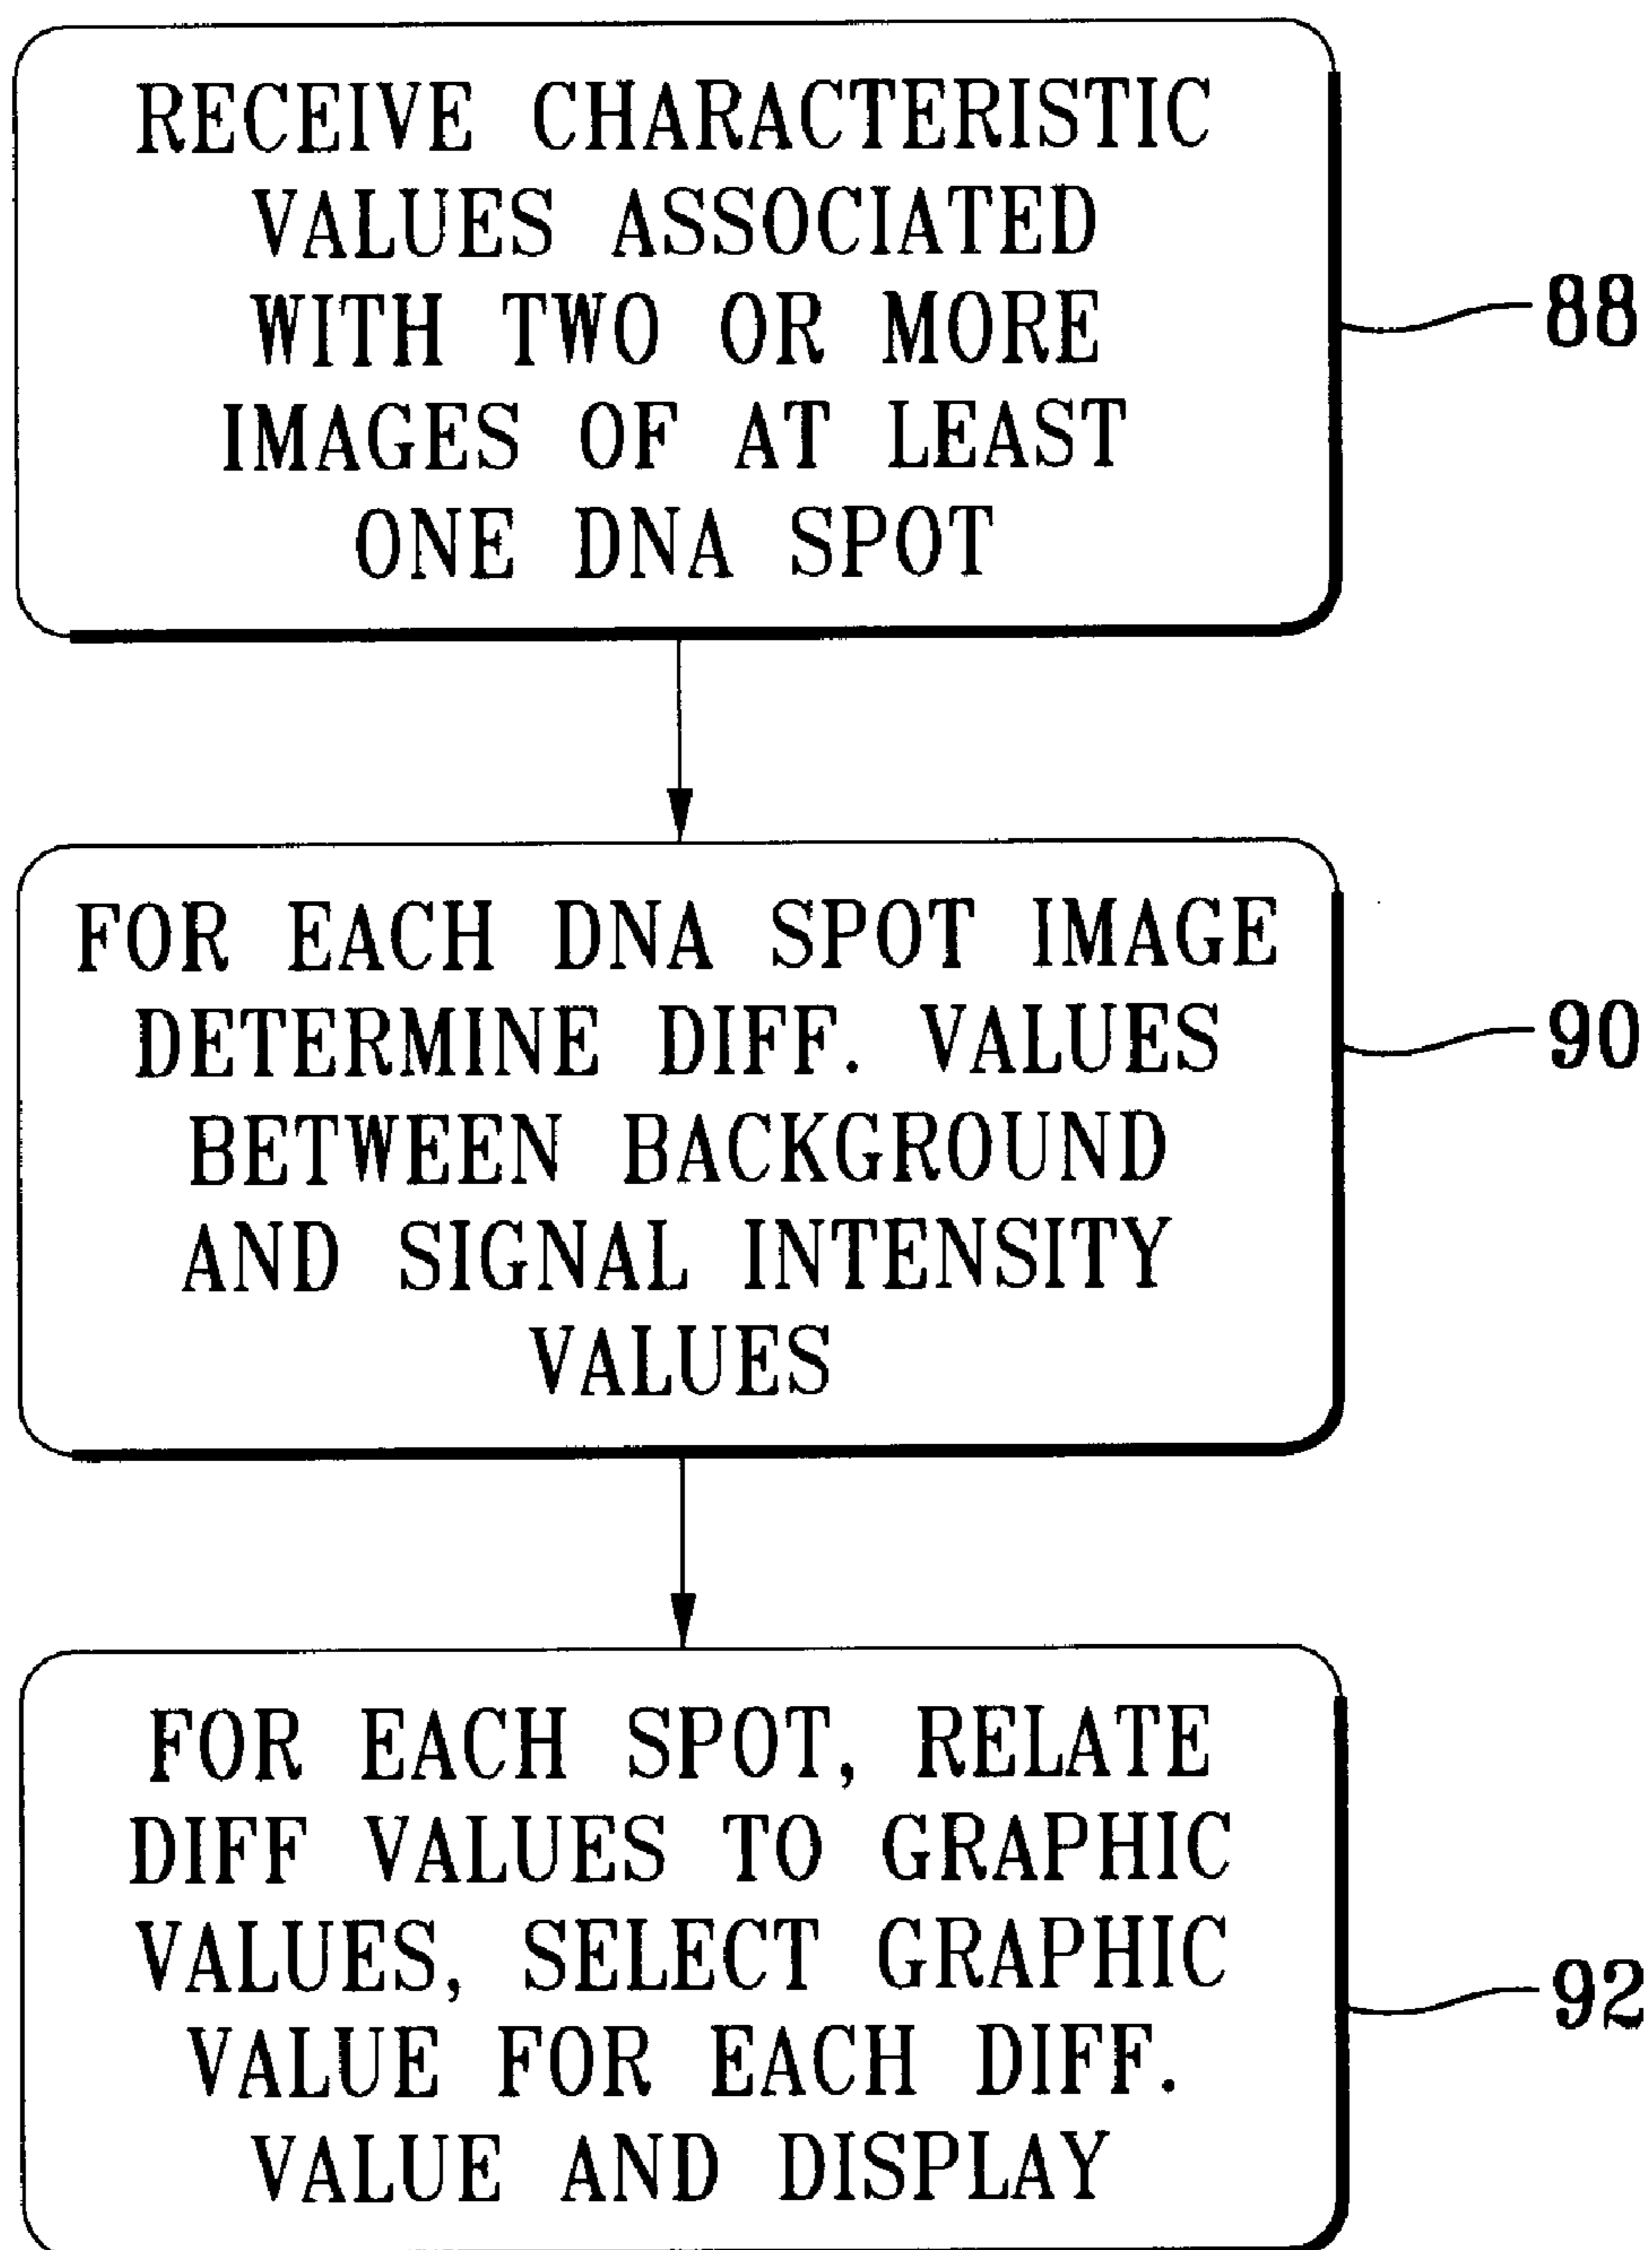 RECEIVE CHARACTERISTIC
VALUES ASSOCIATED
WITH TWO OR MORE
IMAGES OF AT LEAST
ONE DNA SPOT
88
FOR EACH DNA SPOT IMAGE
DETERMINE DIFF. VALUES
BETWEEN BACKGROUND
AND SIGNAL INTENSITY
VALUES
90
FOR EACH SPOT, RELATE
DIFF VALUES TO GRAPHIC
VALUES, SELECT GRAPHIC
VALUE FOR EACH DIFF.
VALUE AND DISPLAY
92